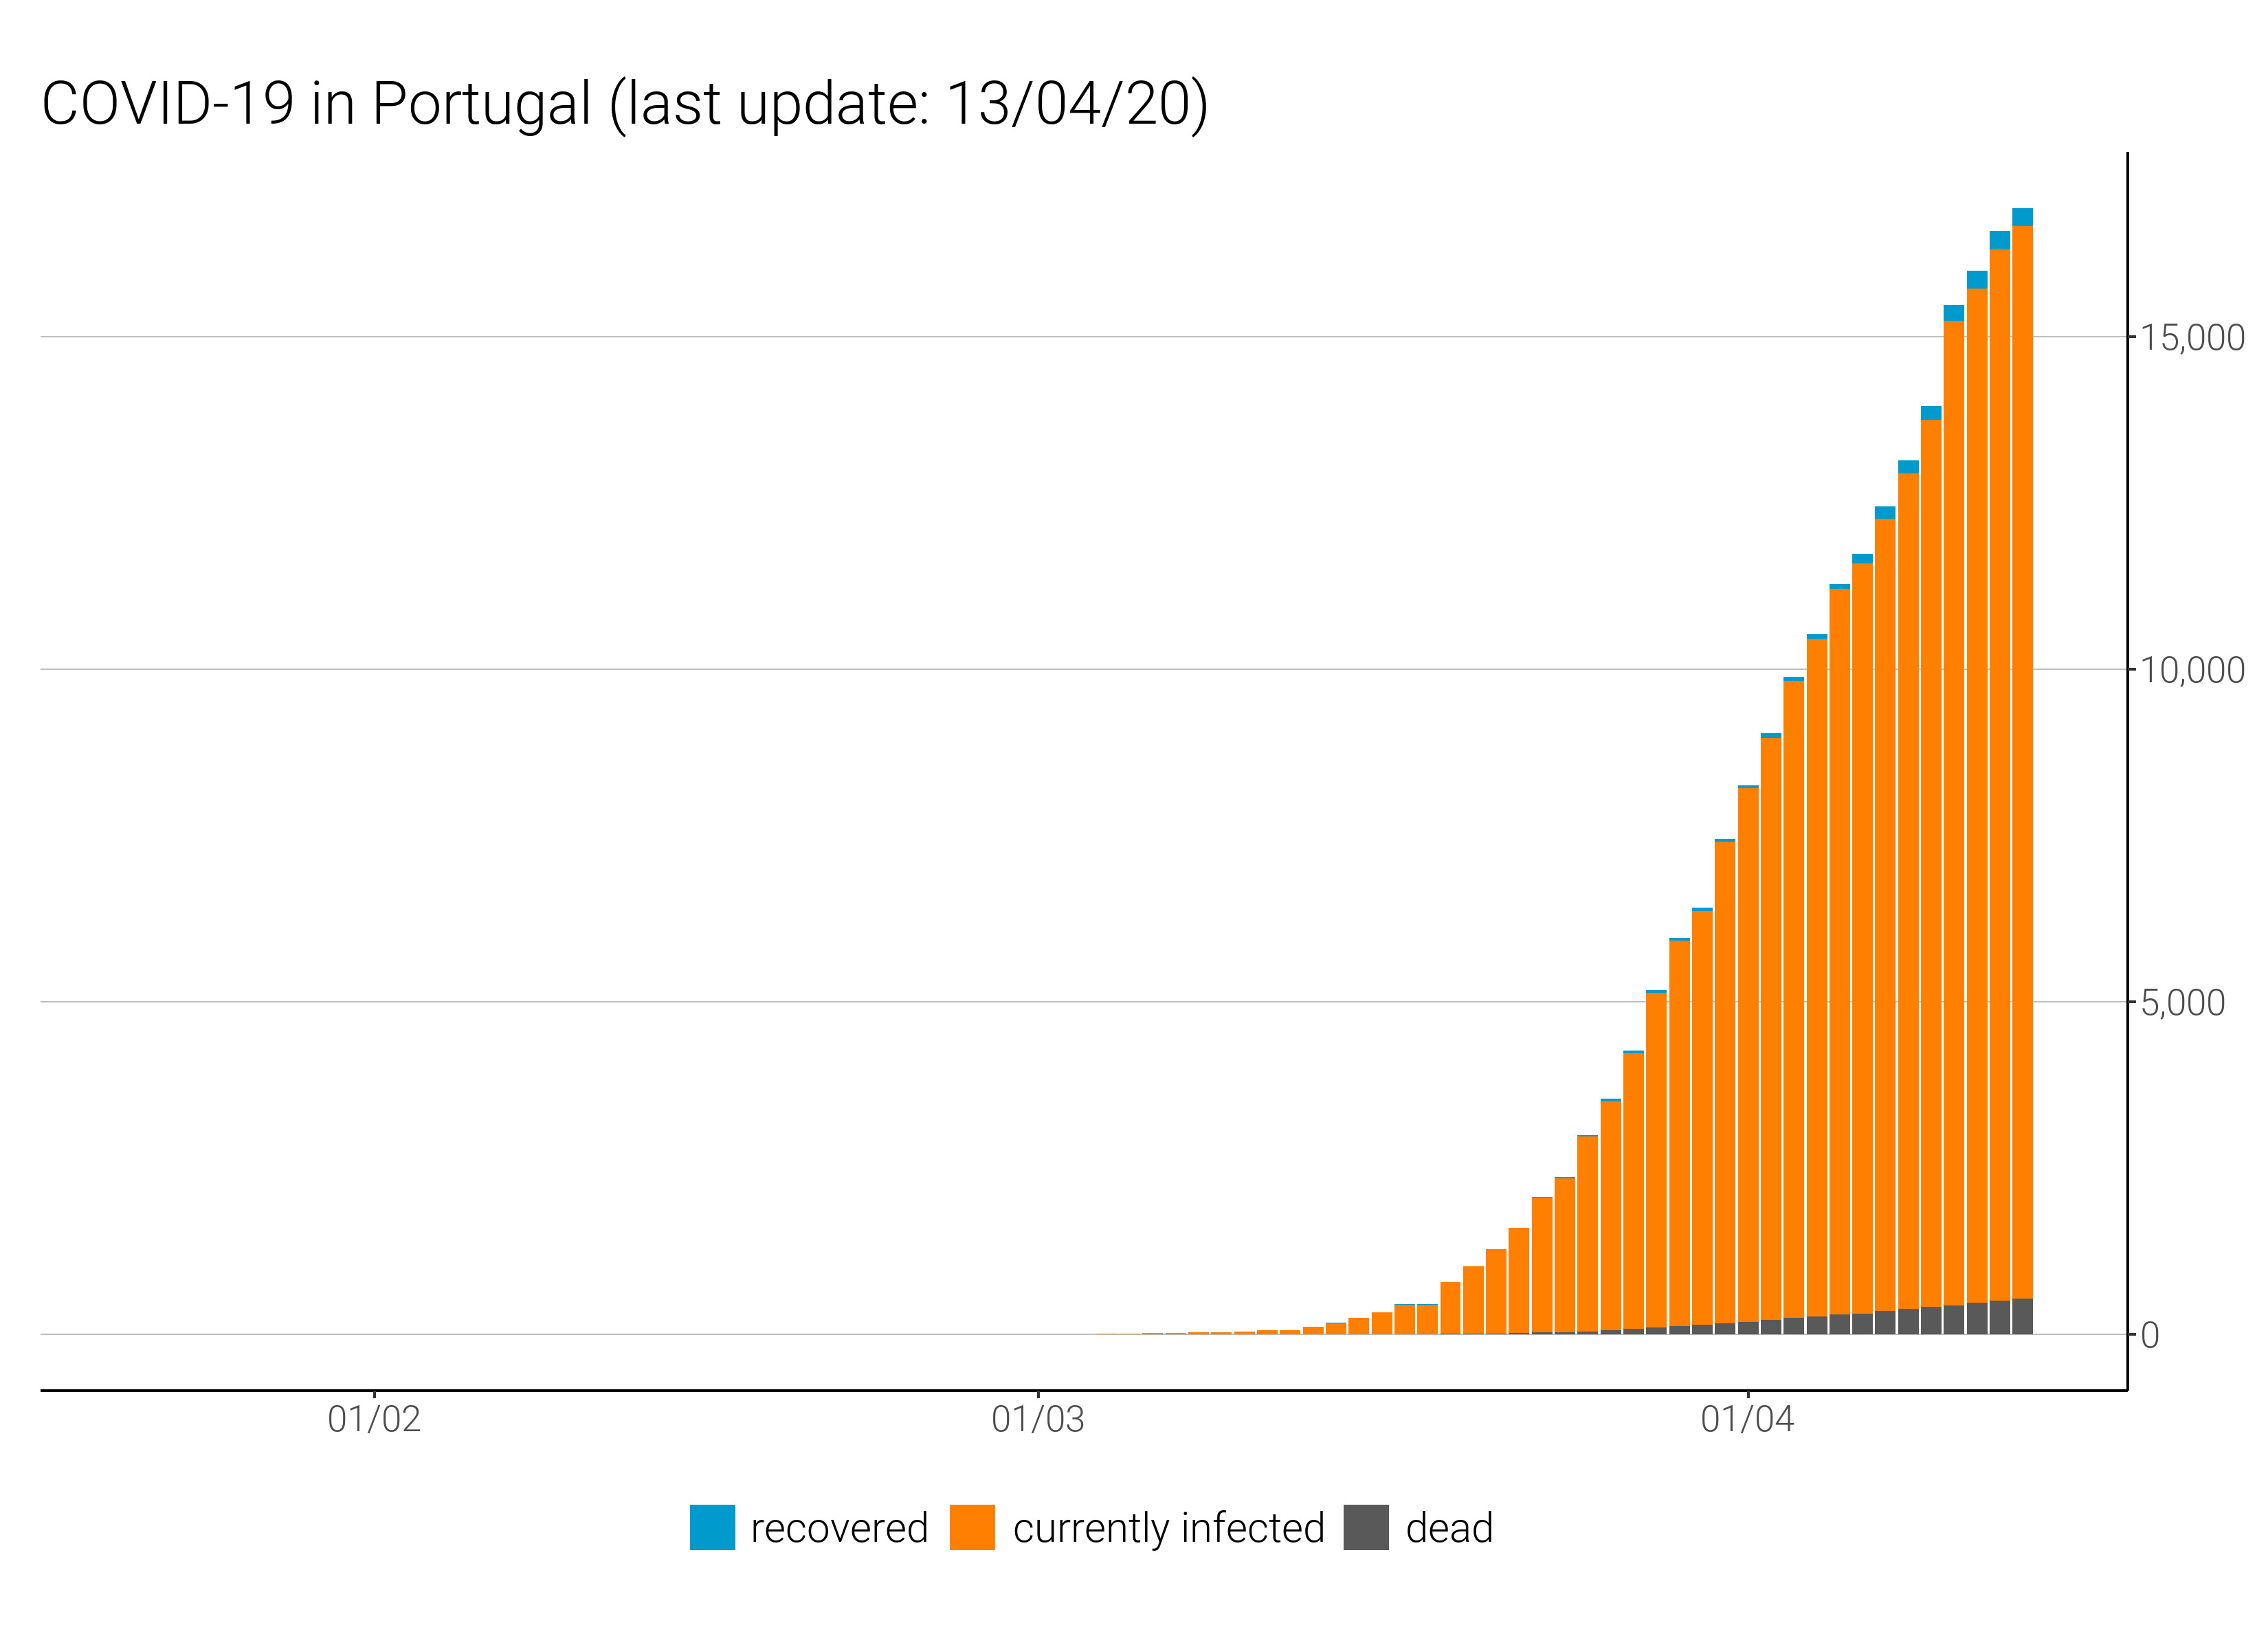 COVID-19 in Portugal (last update: 13/04/20)
15,000
10,000
5,000
0
01/02 01/03 01/04
recovered currently infected dead